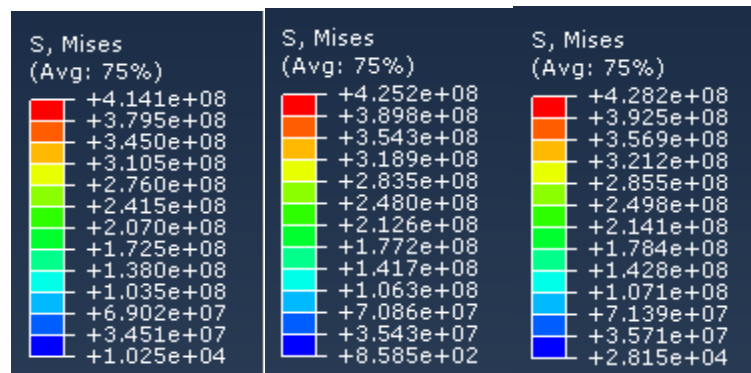 S, Mises
(Avg: 75%)
+4.141e+08
+3.795e+08
+3.450e+08
+3.105e+08
+2.760e+08
+2.415e+08
+2.070e+08
+1.725e+08
+1.380e+08
+1.035e+08
+6.902e+07
+3.451e+07
+1.025e+04
S, Mises
(Avg: 75%)
+4.252e+08
+3.898e+08
+3.543e+08
+3.189e+08
+2.835e+08
+2.480e+08
+2.126e+08
+1.772e+08
+1.417e+08
+1.063e+08
+7.086e+07
+3.543e+07
+8.585e+02
S, Mises
(Avg: 75%)
+4.282e+08
+3.925e+08
+3.569e+08
+3.212e+08
+2.855e+08
+2.498e+08
+2.141e+08
+1.784e+08
+1.428e+08
+1.071e+08
+7.139e+07
+3.571e+07
+2.815e+04